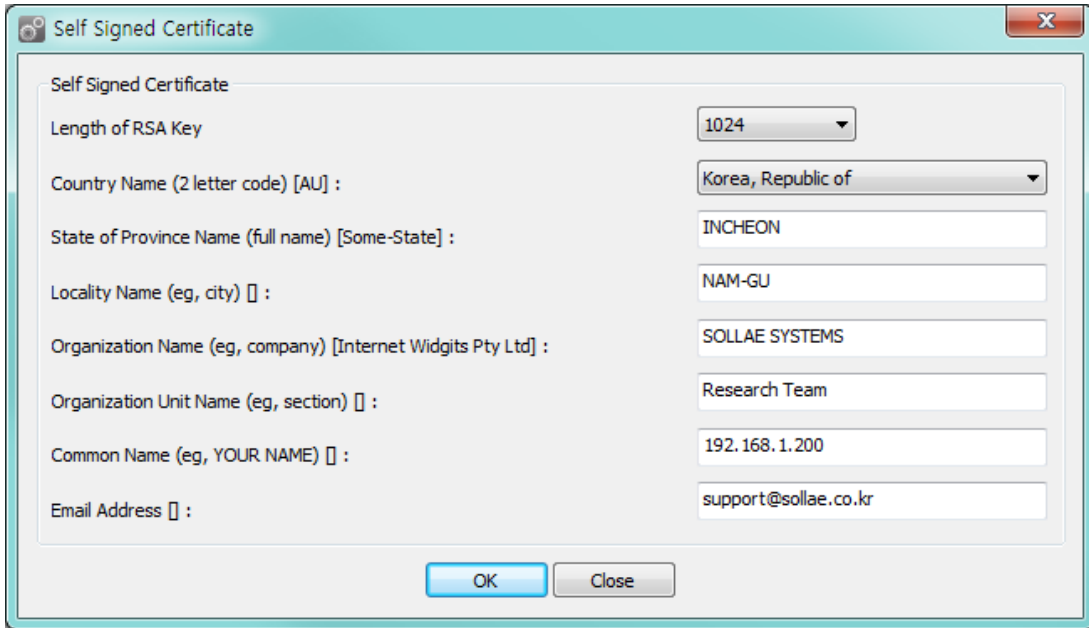 Self Signed Certificate
Self Signed Certificate
Length of RSA Key 1024
Country Name (2 letter code) [AU] : Korea, Republic of
State of Province Name (full name) [Some-State] : INCHEON
Locality Name (eg, city) [] : NAM-GU
Organization Name (eg, company) [Internet Widgits Pty Ltd] : SOLLAE SYSTEMS
Organization Unit Name (eg, section) [] : Research Team
Common Name (eg, YOUR NAME) [] : 192.168.1.200
Email Address [] : support@sollae.co.kr
OK Close